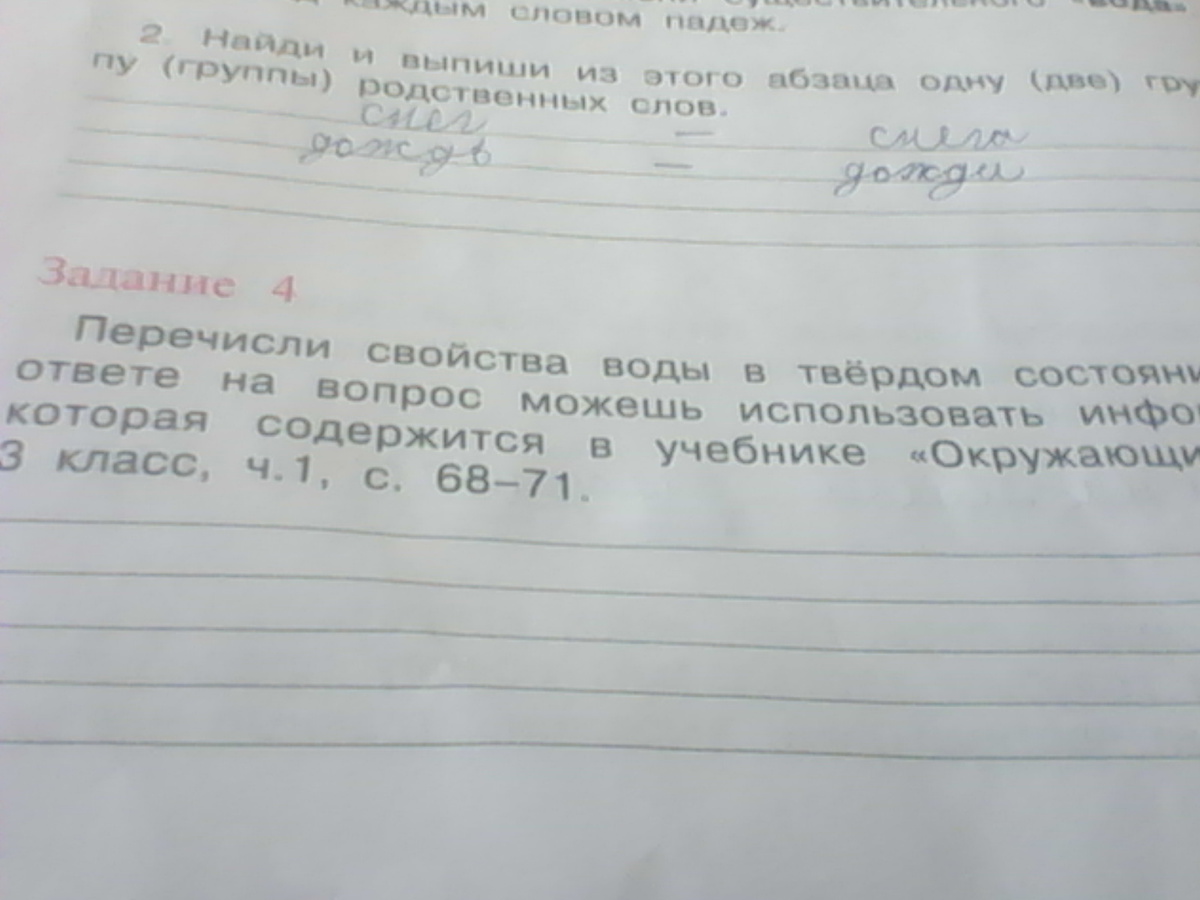 каждым словом падеж.
2. Найди и выпиши из этого абзаца одну (две) гру
пу (группы) родственных слов.
снег — снега
дождь — дожди
Задание 4
Перечисли свойства воды в твёрдом состояни
ответе на вопрос можешь использовать инфо
которая содержится в учебнике «Окружающи
3 класс, ч.1, с. 68–71.